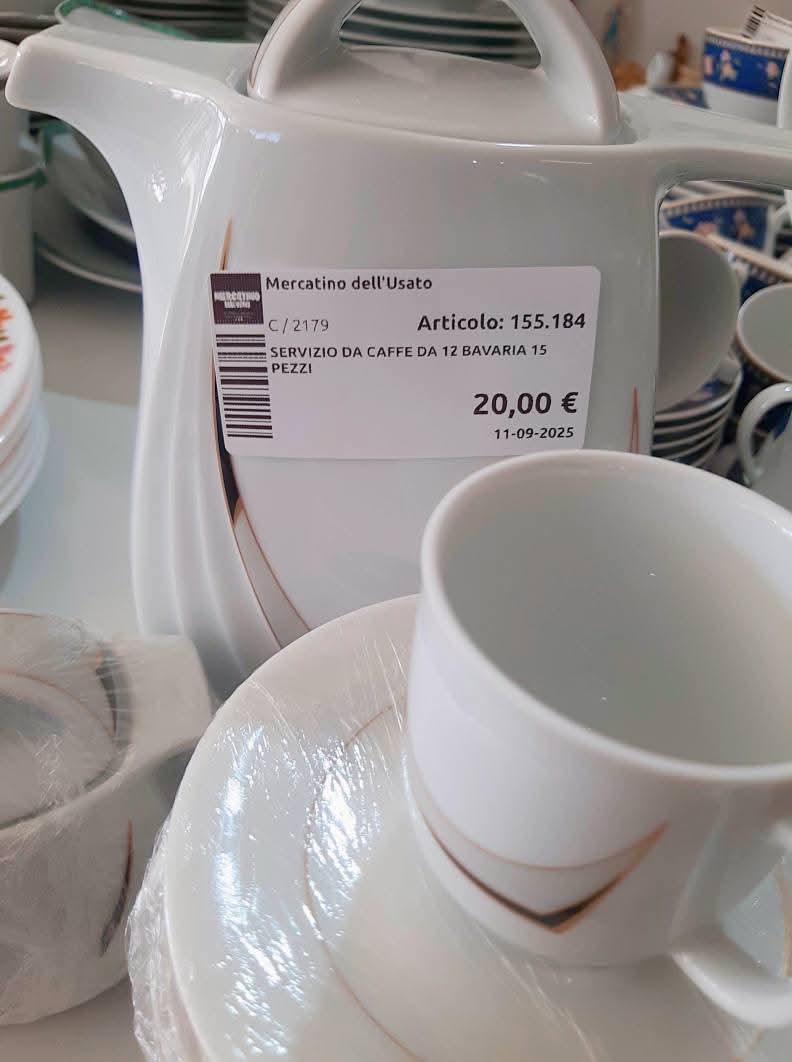 Mercatino dell'Usato
C / 2179
Articolo: 155.184
SERVIZIO DA CAFFE DA 12 BAVARIA 15
PEZZI
20,00 €
11-09-2025
MERCATINO